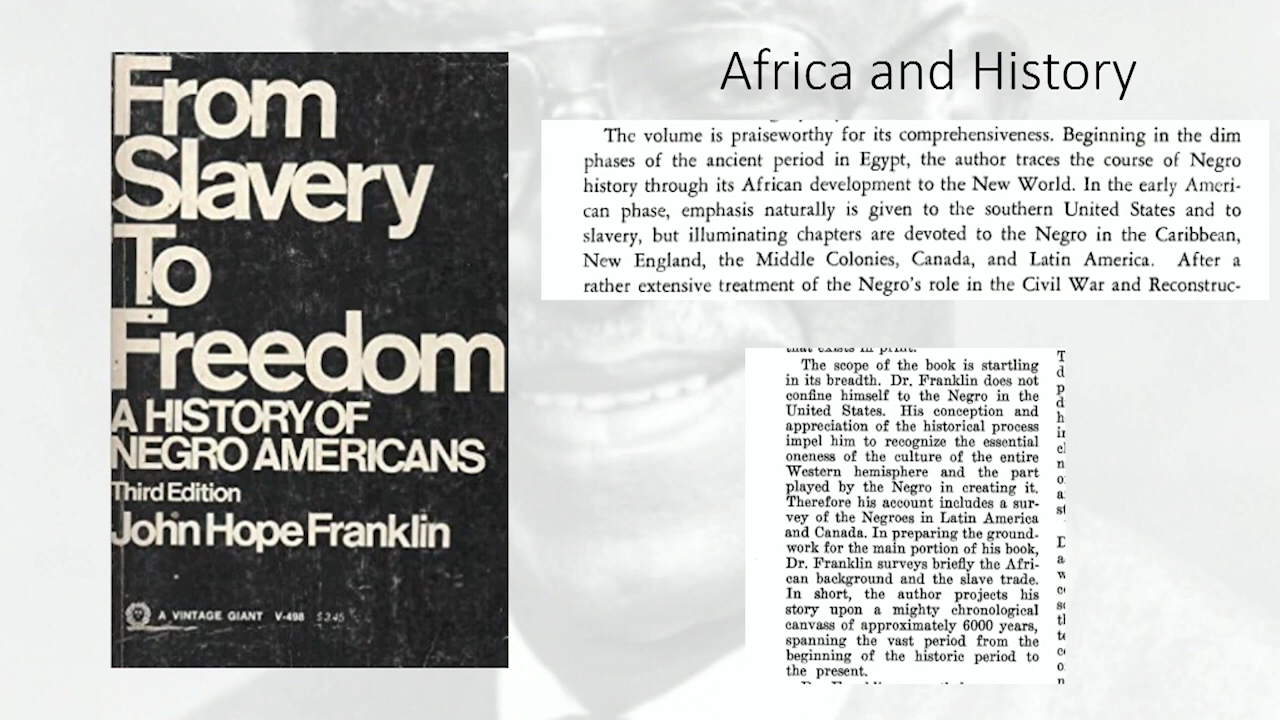 Africa and History
From
Slavery
To
Freedom
A HISTORY OF
NEGRO AMERICANS
Third Edition
John Hope Franklin
A VINTAGE GIANT V-498 $3.45
The volume is praiseworthy for its comprehensiveness. Beginning in the dim
phases of the ancient period in Egypt, the author traces the course of Negro
history through its African development to the New World. In the early Ameri-
can phase, emphasis naturally is given to the southern United States and to
slavery, but illuminating chapters are devoted to the Negro in the Caribbean,
New England, the Middle Colonies, Canada, and Latin America. After a
rather extensive treatment of the Negro's role in the Civil War and Reconstruc-
that exists in print.
The scope of the book is startling
in its breadth. Dr. Franklin does not
confine himself to the Negro in the
United States. His conception and
appreciation of the historical process
impel him to recognize the essential
oneness of the culture of the entire
Western hemisphere and the part
played by the Negro in creating it.
Therefore his account includes a sur-
vey of the Negroes in Latin America
and Canada. In preparing the ground-
work for the main portion of his book,
Dr. Franklin surveys briefly the Afri-
can background and the slave trade.
In short, the author projects his
story upon a mighty chronological
canvass of approximately 6000 years,
spanning the vast period from the
beginning of the historic period to
the present.